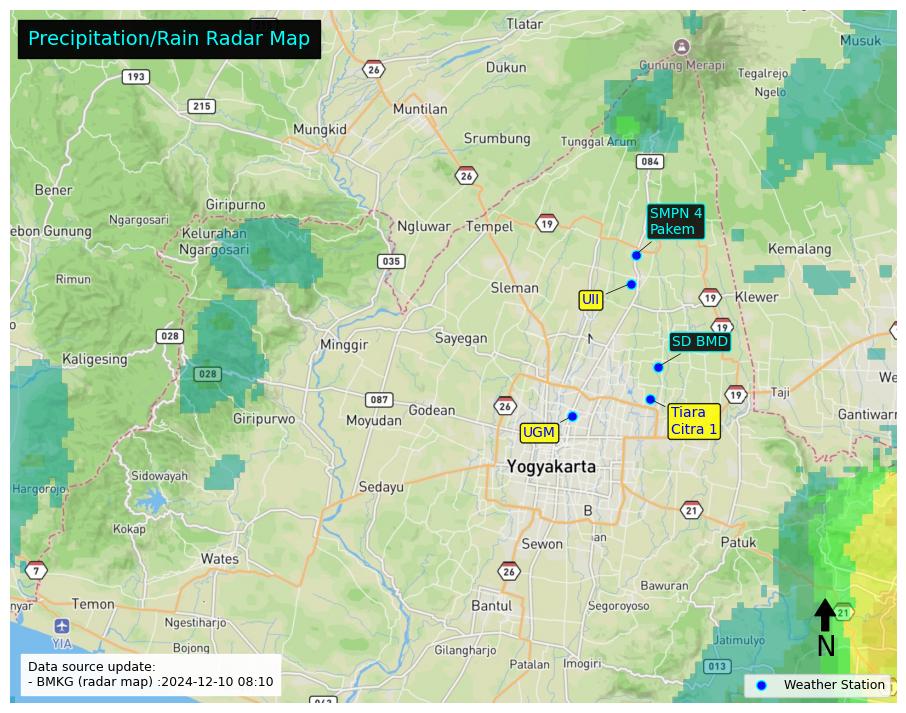 Precipitation/Rain Radar Map
Tlatar
Musuk
26
Gunung Merapi
193
Dukun
Tegalrejo
Ngelo
215
Muntilan
Mungkid
Srumbung
Tunggal Arum
084
26
Bener
Giripurno
SMPN 4
Pakem
Ngargosari
Ngluwar
Tempel
19
ebon Gunung
Kelurahan
Ngargosari
Kemalang
035
Rimun
Sleman
UII
19
Klewer
19
028
Minggir
Sayegan
N
SD BMD
Kaligesing
028
We
087
Godean
26
19
Taji
Giripurwo
Moyudan
UGM
Tiara
Citra 1
Gantiwarn
Yogyakarta
Sidowayah
Hargorojo
Sedayu
B
21
Kokap
an
Wates
Sewon
Patuk
7
26
Bawuran
nyar
Temon
Bantul
Segoroyoso
21
Ngestiharjo
YIA
Jatimulyo
N
Bojong
Gilangharjo
Patalan
Imogiri
013
Data source update:
- BMKG (radar map) :2024-12-10 08:10
Weather Station